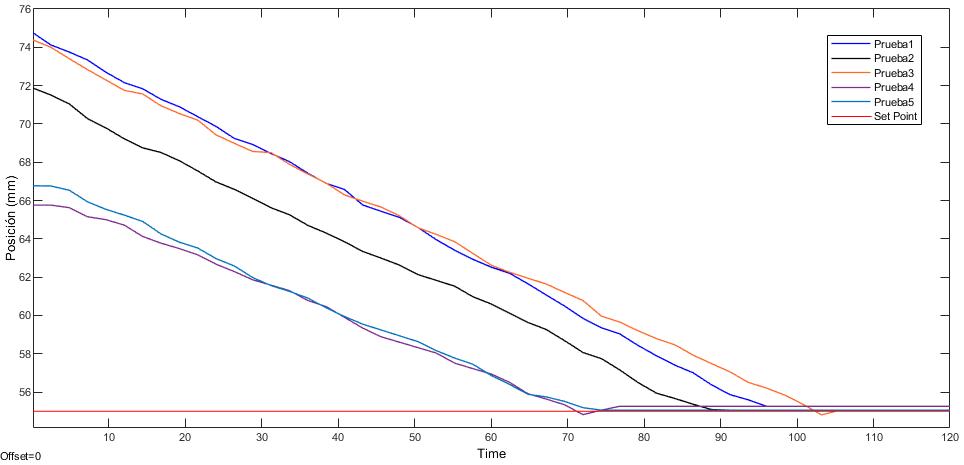 76
74
72
70
68
66
64
62
60
58
56
Posición (mm)
Prueba1
Prueba2
Prueba3
Prueba4
Prueba5
Set Point
10 20 30 40 50 60 70 80 90 100 110 120
Time
Offset=0